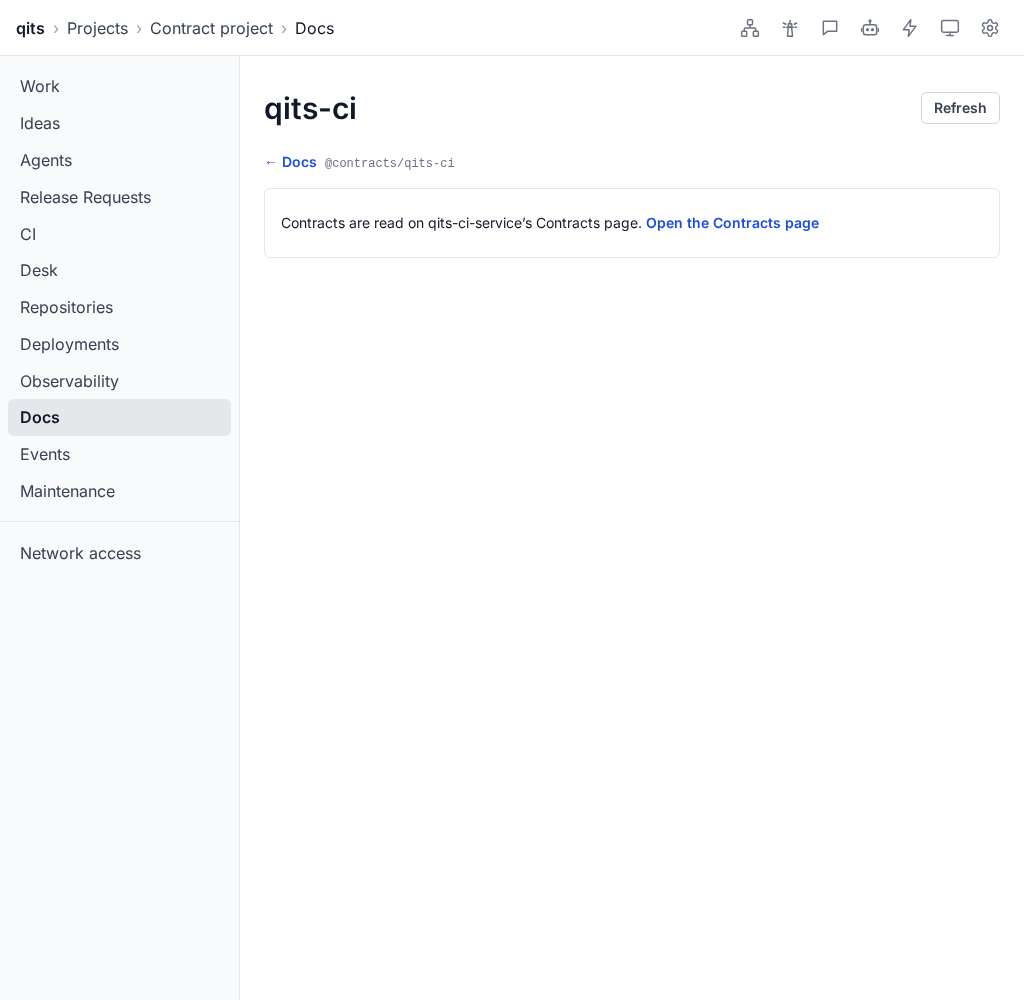 qits › Projects › Contract project › Docs
Work
Ideas
Agents
Release Requests
CI
Desk
Repositories
Deployments
Observability
Docs
Events
Maintenance
Network access
qits-ci
Refresh
← Docs @contracts/qits-ci
Contracts are read on qits-ci-service’s Contracts page. Open the Contracts page